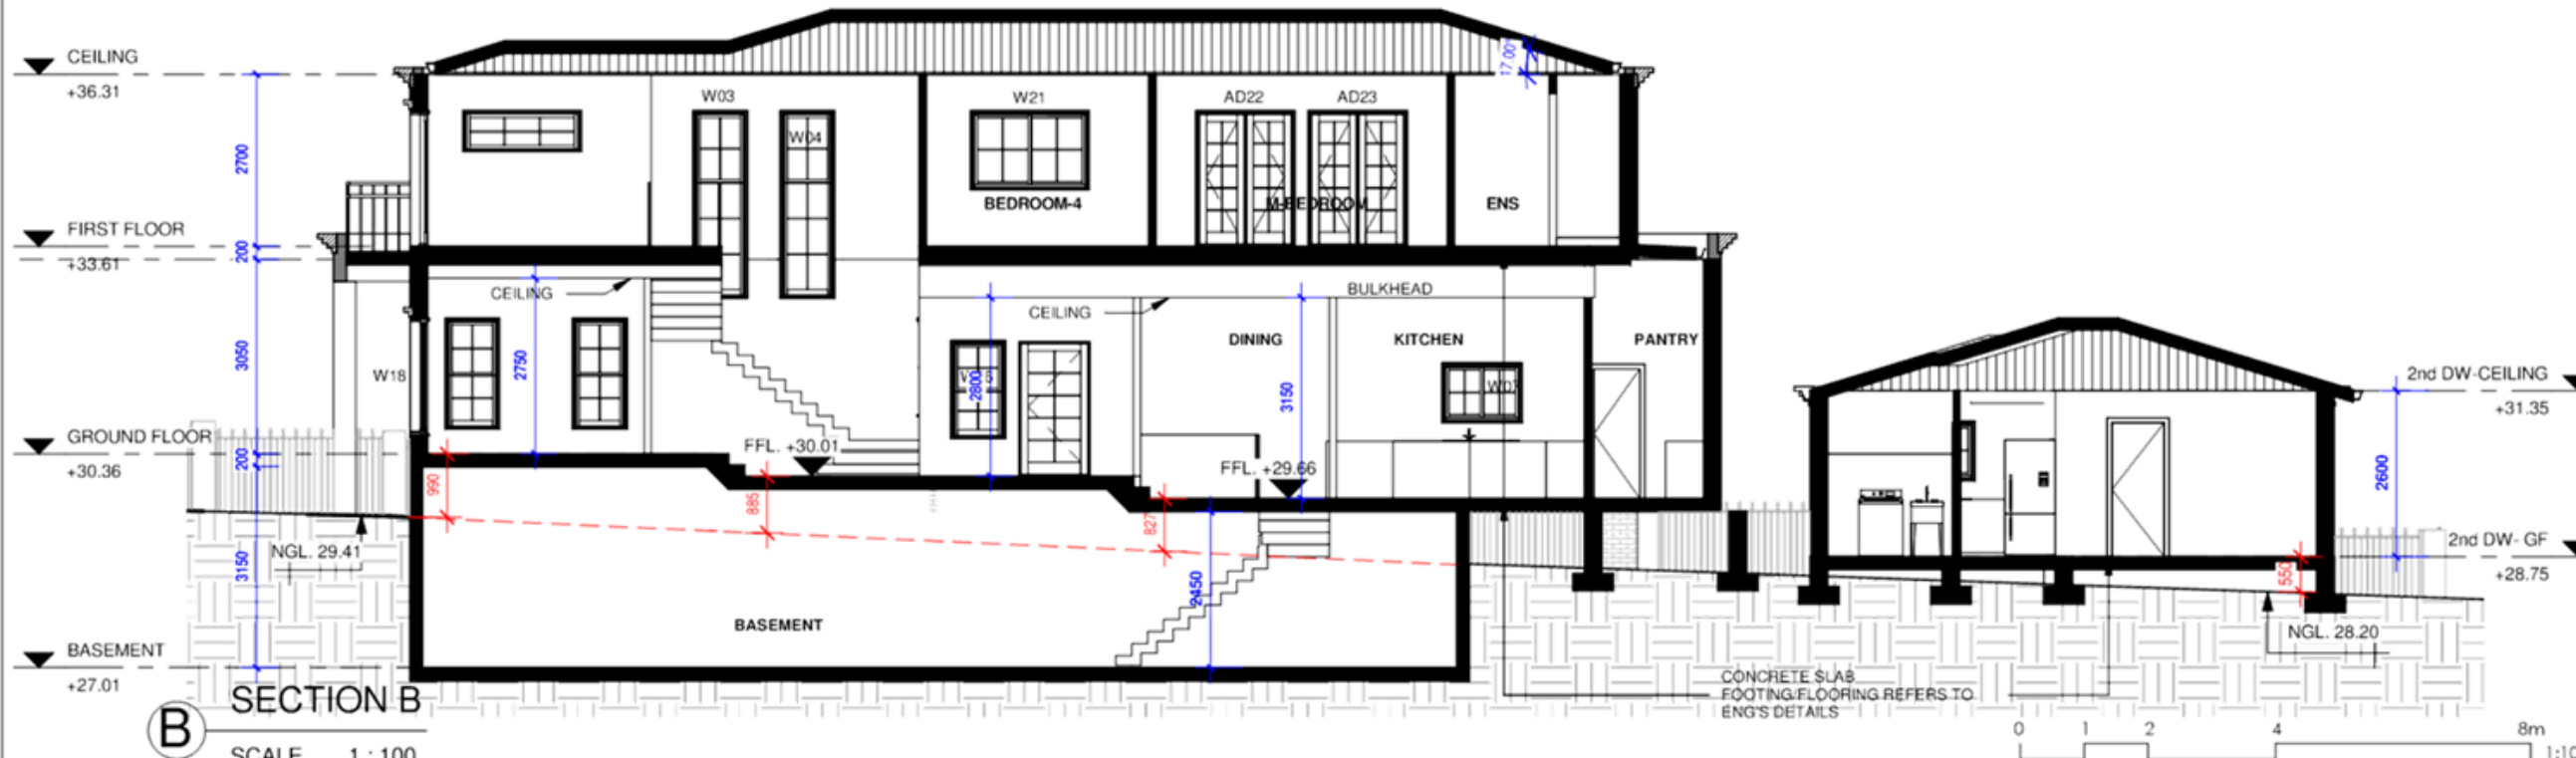 CEILING
+36.31
2700
FIRST FLOOR
+33.61
200
3050
GROUND FLOOR
+30.36
200
3150
BASEMENT
+27.01
B
SECTION B
SCALE 1 : 100
W03
W04
W21
AD22
AD23
17.00°
BEDROOM-4
M-BEDROOM
ENS
CEILING
2750
W18
CEILING
2800
BULKHEAD
DINING
KITCHEN
PANTRY
3150
FFL. +30.01
FFL. +29.66
990
885
827
NGL. 29.41
2450
BASEMENT
CONCRETE SLAB
FOOTING/FLOORING REFERS TO
ENG'S DETAILS
2nd DW-CEILING
+31.35
2600
2nd DW- GF
+28.75
550
NGL. 28.20
0 1 2 4 8m